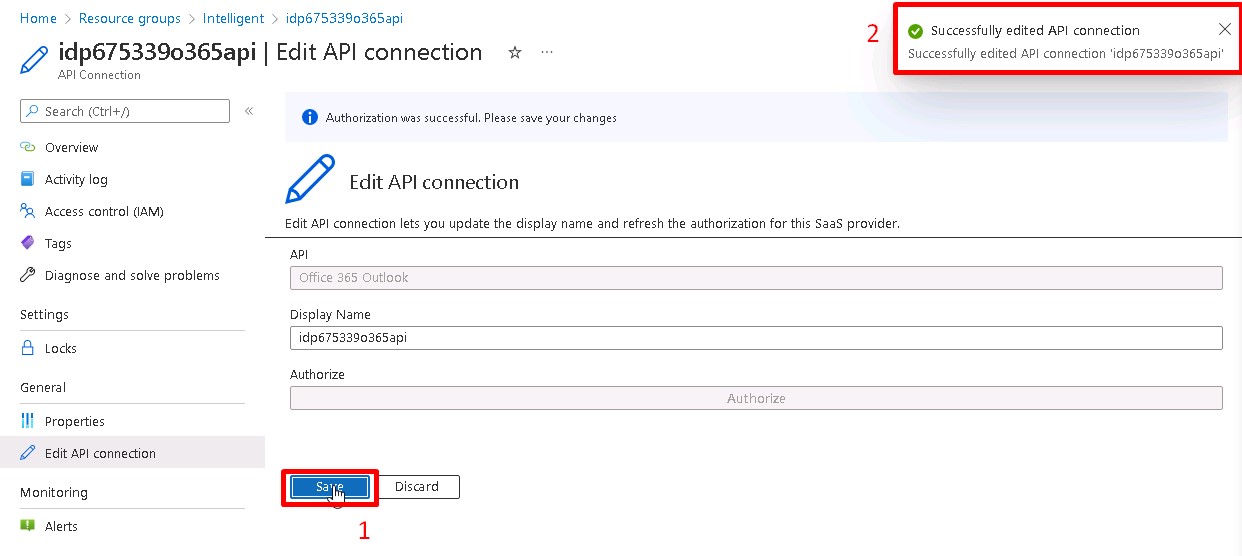 Home > Resource groups > Intelligent > idp675339o365api
idp675339o365api | Edit API connection ☆ ...
API Connection
2
Successfully edited API connection
Successfully edited API connection 'idp675339o365api'
Search (Ctrl+/)
«
Overview
Activity log
Access control (IAM)
Tags
Diagnose and solve problems
Settings
Locks
General
Properties
Edit API connection
Monitoring
Alerts
Authorization was successful. Please save your changes
Edit API connection
Edit API connection lets you update the display name and refresh the authorization for this SaaS provider.
API
Office 365 Outlook
Display Name
idp675339o365api
Authorize
Authorize
Save Discard
1